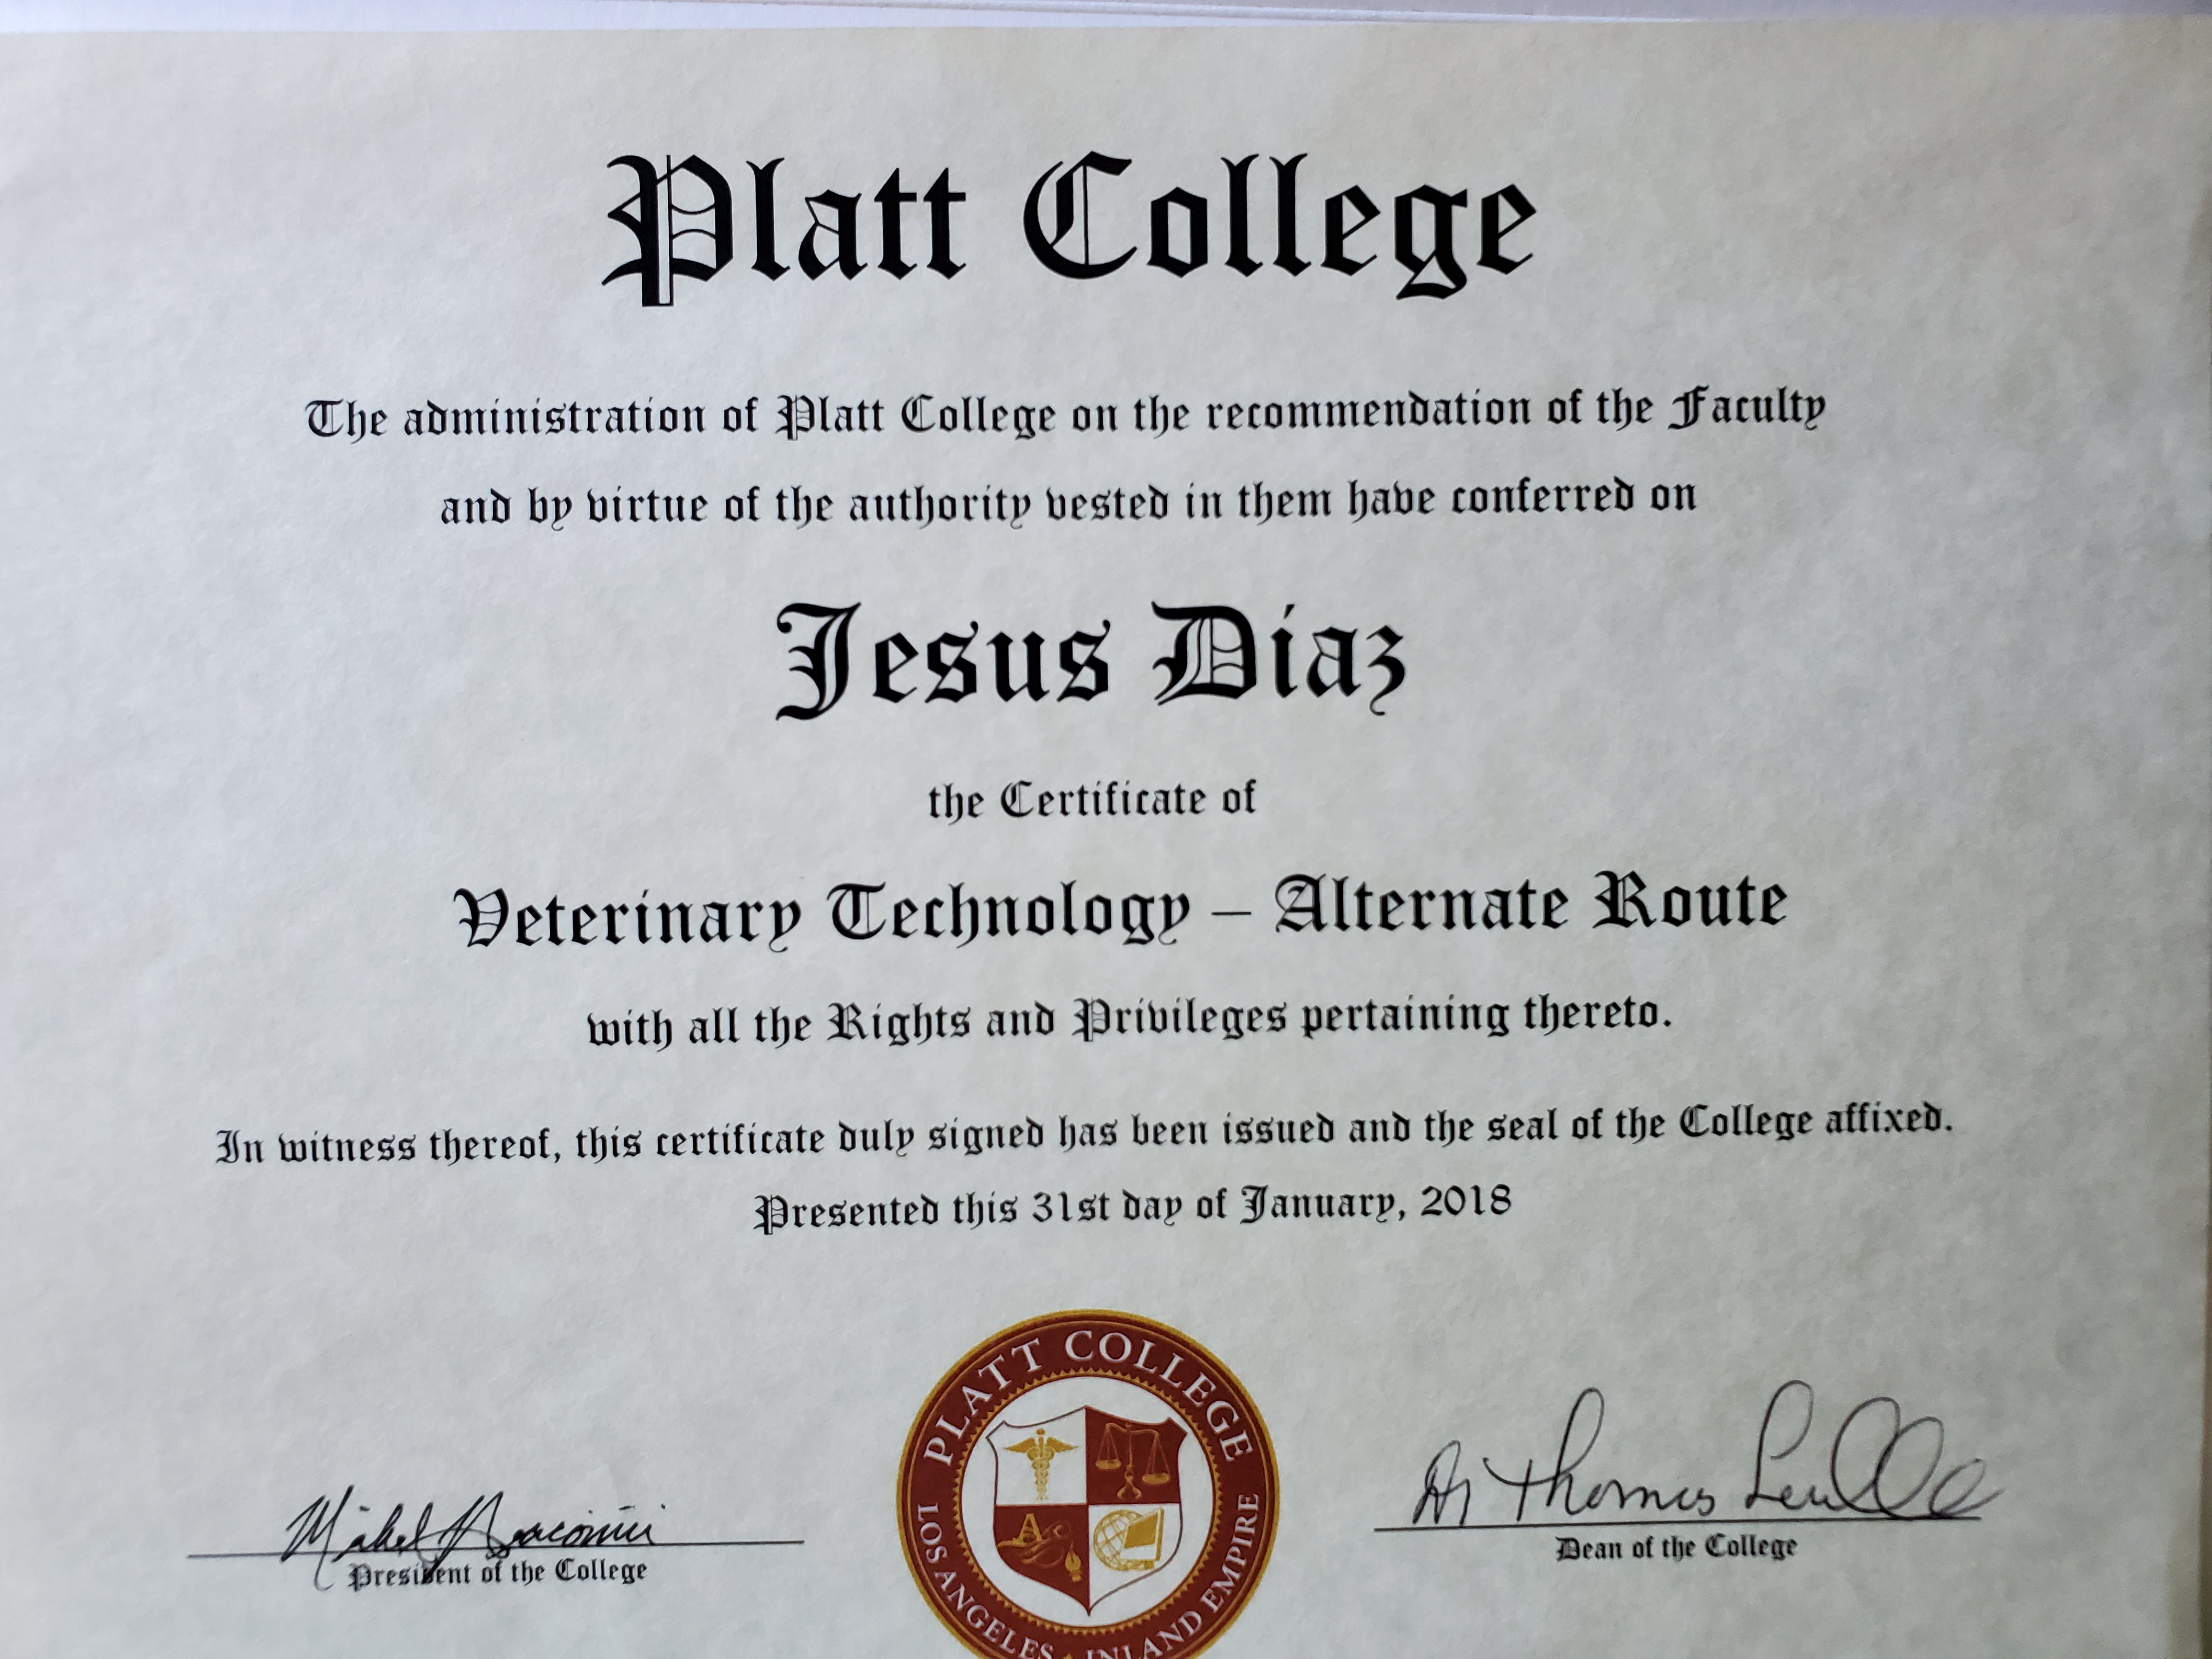 Platt College
The administration of Platt College on the recommendation of the Faculty
and by virtue of the authority vested in them have conferred on
Jesus Diaz
the Certificate of
Veterinary Technology – Alternate Route
with all the Rights and Privileges pertaining thereto.
In witness thereof, this certificate duly signed has been issued and the seal of the College affixed.
Presented this 31st day of January, 2018
PLATT COLLEGE
LOS ANGELES · INLAND EMPIRE
President of the College
Thomas
Dean of the College